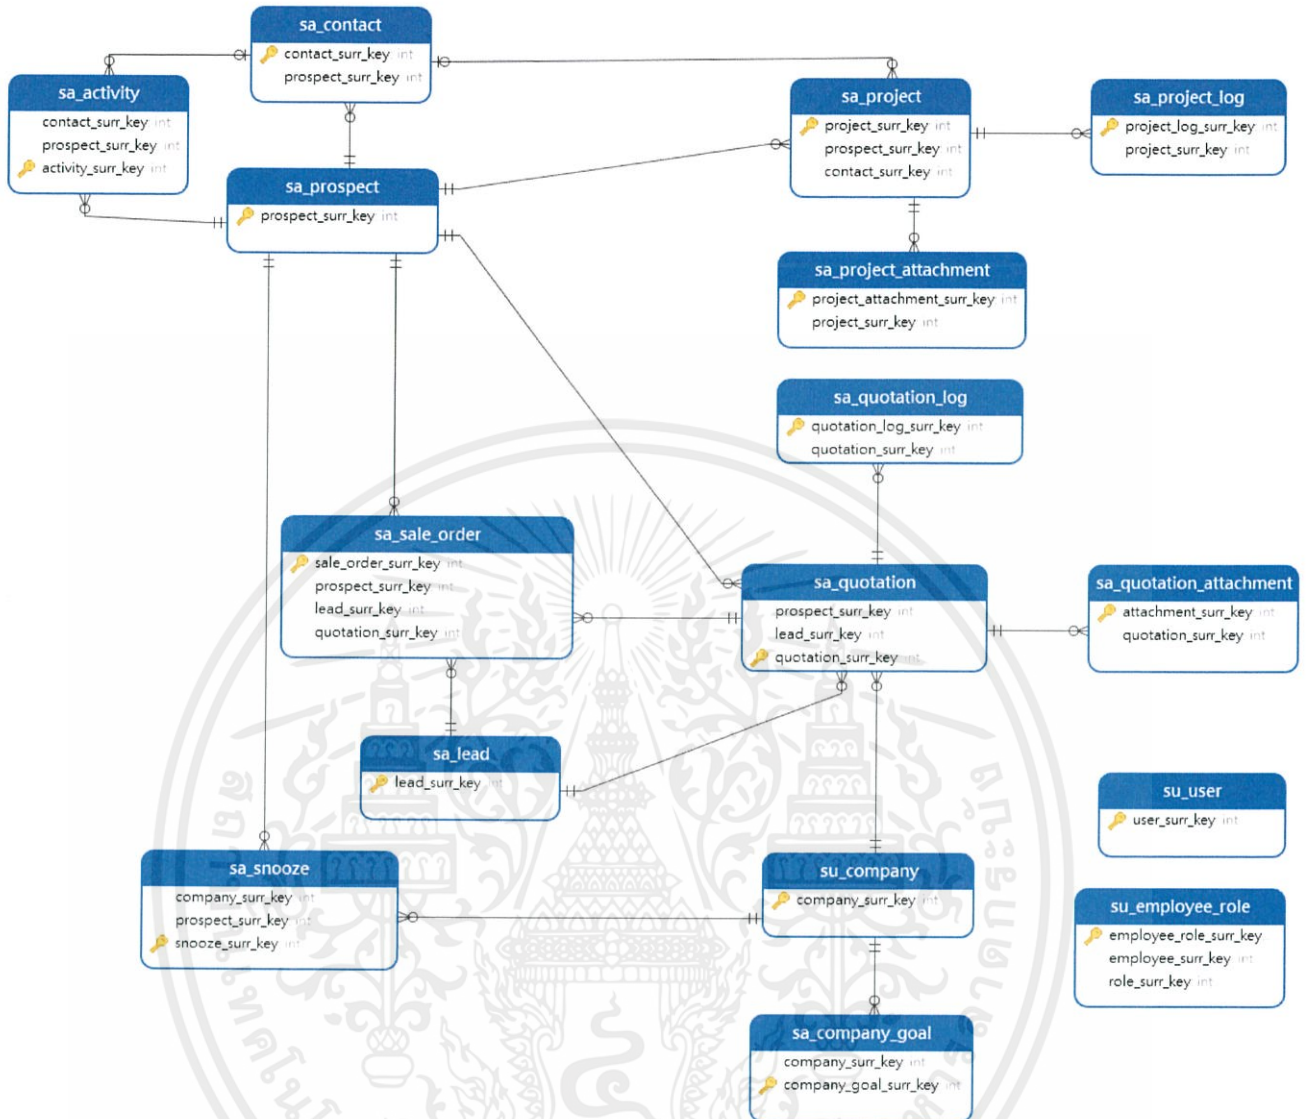 sa_contact
contact_surr_key int
prospect_surr_key int
sa_activity
contact_surr_key int
prospect_surr_key int
activity_surr_key int
sa_project
project_surr_key int
prospect_surr_key int
contact_surr_key int
sa_project_log
project_log_surr_key int
project_surr_key int
sa_prospect
prospect_surr_key int
sa_project_attachment
project_attachment_surr_key int
project_surr_key int
sa_quotation_log
quotation_log_surr_key int
quotation_surr_key int
sa_sale_order
sale_order_surr_key int
prospect_surr_key int
lead_surr_key int
quotation_surr_key int
sa_quotation
prospect_surr_key int
lead_surr_key int
quotation_surr_key int
sa_quotation_attachment
attachment_surr_key int
quotation_surr_key int
sa_lead
lead_surr_key int
su_user
user_surr_key int
sa_snooze
company_surr_key int
prospect_surr_key int
snooze_surr_key int
su_company
company_surr_key int
su_employee_role
employee_role_surr_key
employee_surr_key int
role_surr_key int
sa_company_goal
company_surr_key int
company_goal_surr_key int